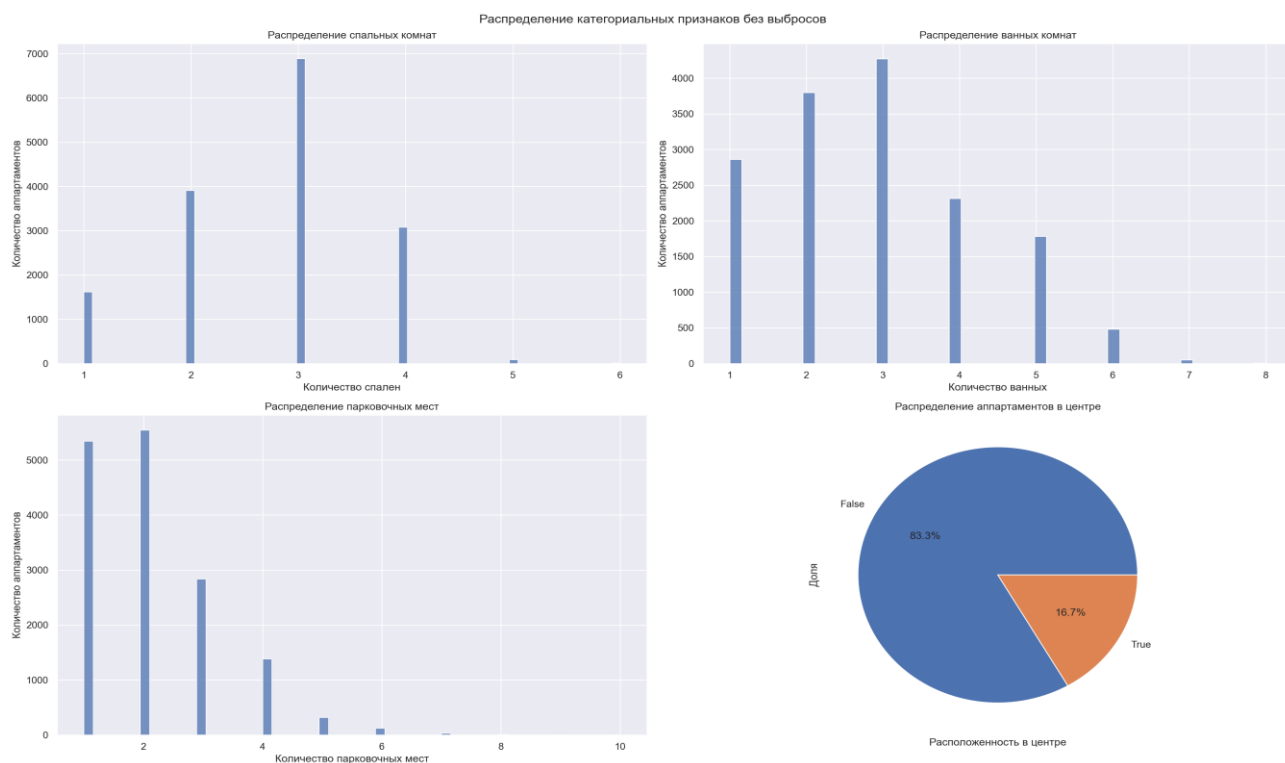 Распределение категориальных признаков без выбросов
Распределение спальных комнат
Количество аппартаментов
7000
6000
5000
4000
3000
2000
1000
0
1 2 3 4 5 6
Количество спален
Распределение ванных комнат
Количество аппартаментов
4000
3500
3000
2500
2000
1500
1000
500
0
1 2 3 4 5 6 7 8
Количество ванных
Распределение парковочных мест
Количество аппартаментов
5000
4000
3000
2000
1000
0
2 4 6 8 10
Количество парковочных мест
Распределение аппартаментов в центре
Доля
False
83.3%
16.7%
True
Расположенность в центре